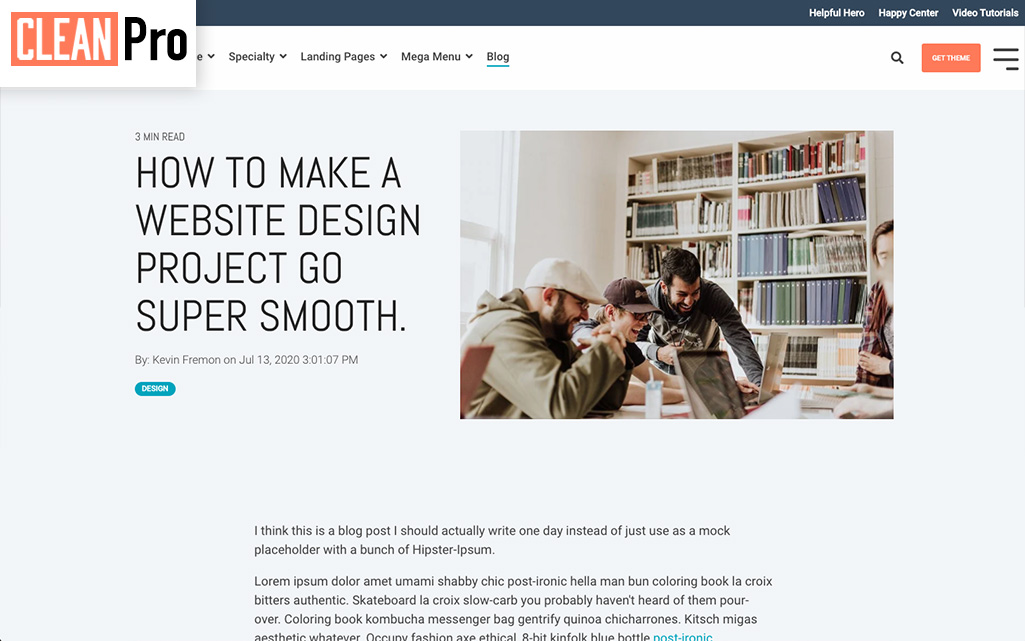 Helpful Hero Happy Center Video Tutorials
CLEAN Pro
Specialty Landing Pages Mega Menu Blog
GET THEME
3 MIN READ
HOW TO MAKE A
WEBSITE DESIGN
PROJECT GO
SUPER SMOOTH.
By: Kevin Fremon on Jul 13, 2020 3:01:07 PM
DESIGN
I think this is a blog post I should actually write one day instead of just use as a mock
placeholder with a bunch of Hipster-Ipsum.
Lorem ipsum dolor amet umami shabby chic post-ironic hella man bun coloring book la croix
bitters authentic. Skateboard la croix slow-carb you probably haven't heard of them pour-
over. Coloring book kombucha messenger bag gentrify quinoa chicharrones. Kitsch migas
aesthetic whatever. Occupy fashion axe ethical, 8-bit kinfolk blue bottle post-ironic